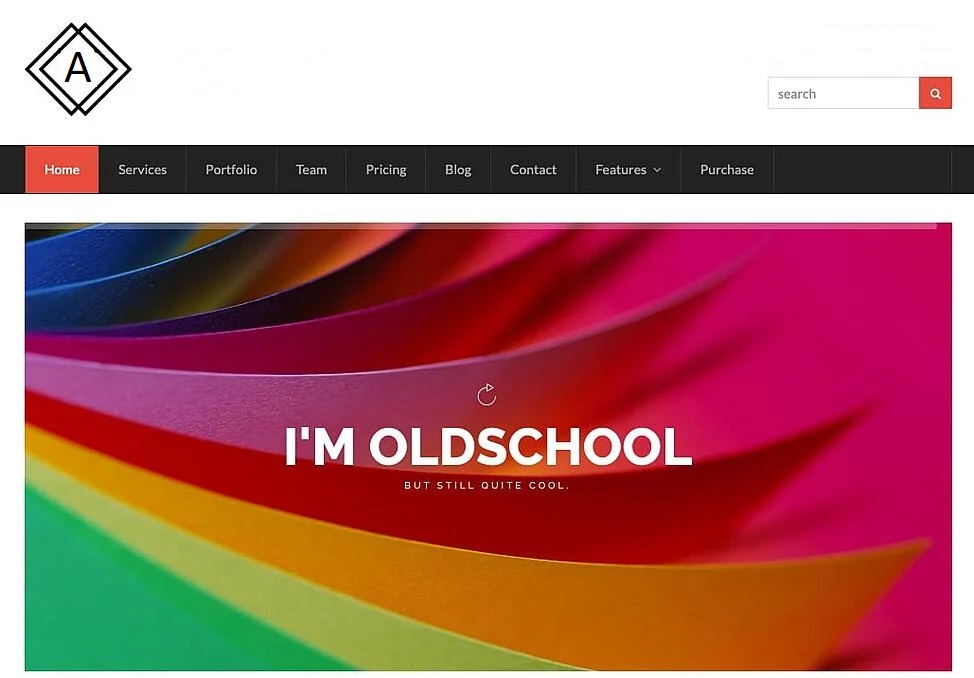 A
search
Home Services Portfolio Team Pricing Blog Contact Features Purchase
I'M OLDSCHOOL
BUT STILL QUITE COOL.